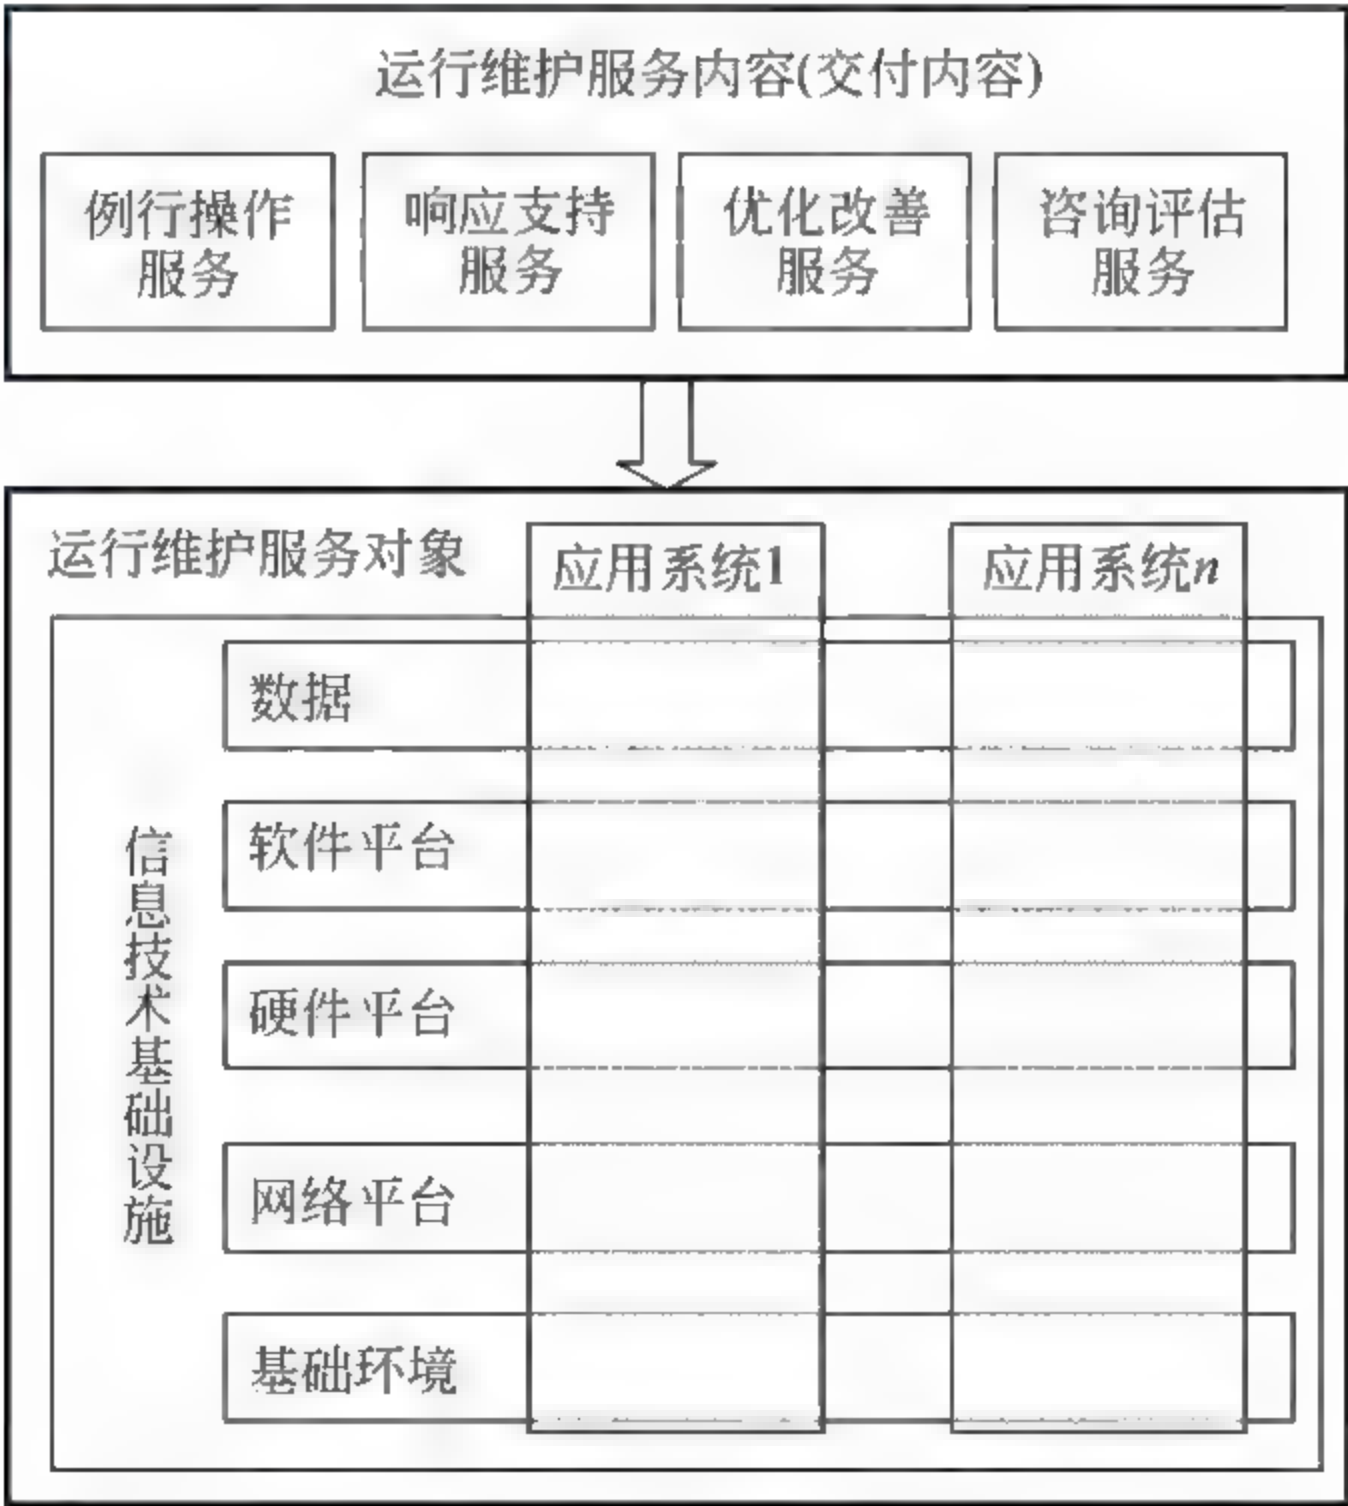 运行维护服务内容(交付内容)
例行操作
服务
响应支持
服务
优化改善
服务
咨询评估
服务
运行维护服务对象
应用系统1
应用系统n
信息技术基础设施
数据
软件平台
硬件平台
网络平台
基础环境